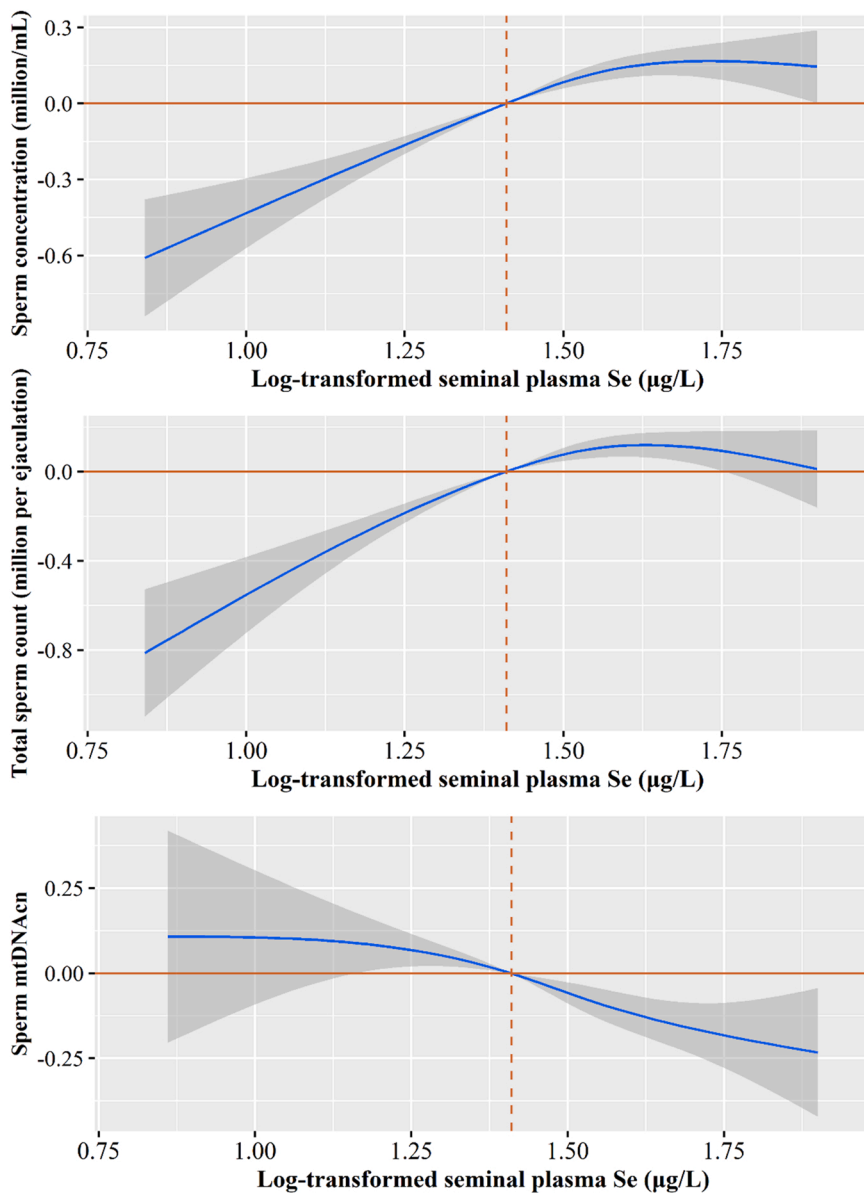 Sperm concentration (million/mL)
0.3
0.0
-0.3
-0.6
0.75 1.00 1.25 1.50 1.75
Log-transformed seminal plasma Se (μg/L)
Total sperm count (million per ejaculation)
0.0
-0.4
-0.8
0.75 1.00 1.25 1.50 1.75
Log-transformed seminal plasma Se (μg/L)
Sperm mtDNAcn
0.25
0.00
-0.25
0.75 1.00 1.25 1.50 1.75
Log-transformed seminal plasma Se (μg/L)